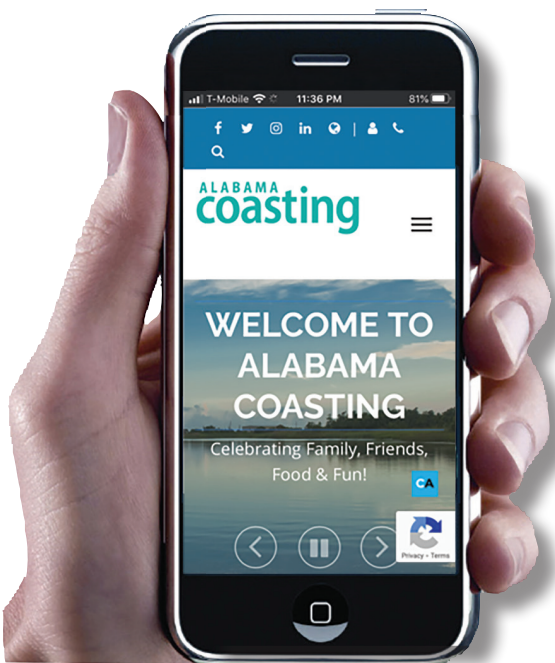 T-Mobile 11:36 PM 81%
f in |
ALABAMA
coasting
WELCOME TO
ALABAMA
COASTING
Celebrating Family, Friends,
Food & Fun!
CA
Privacy - Terms